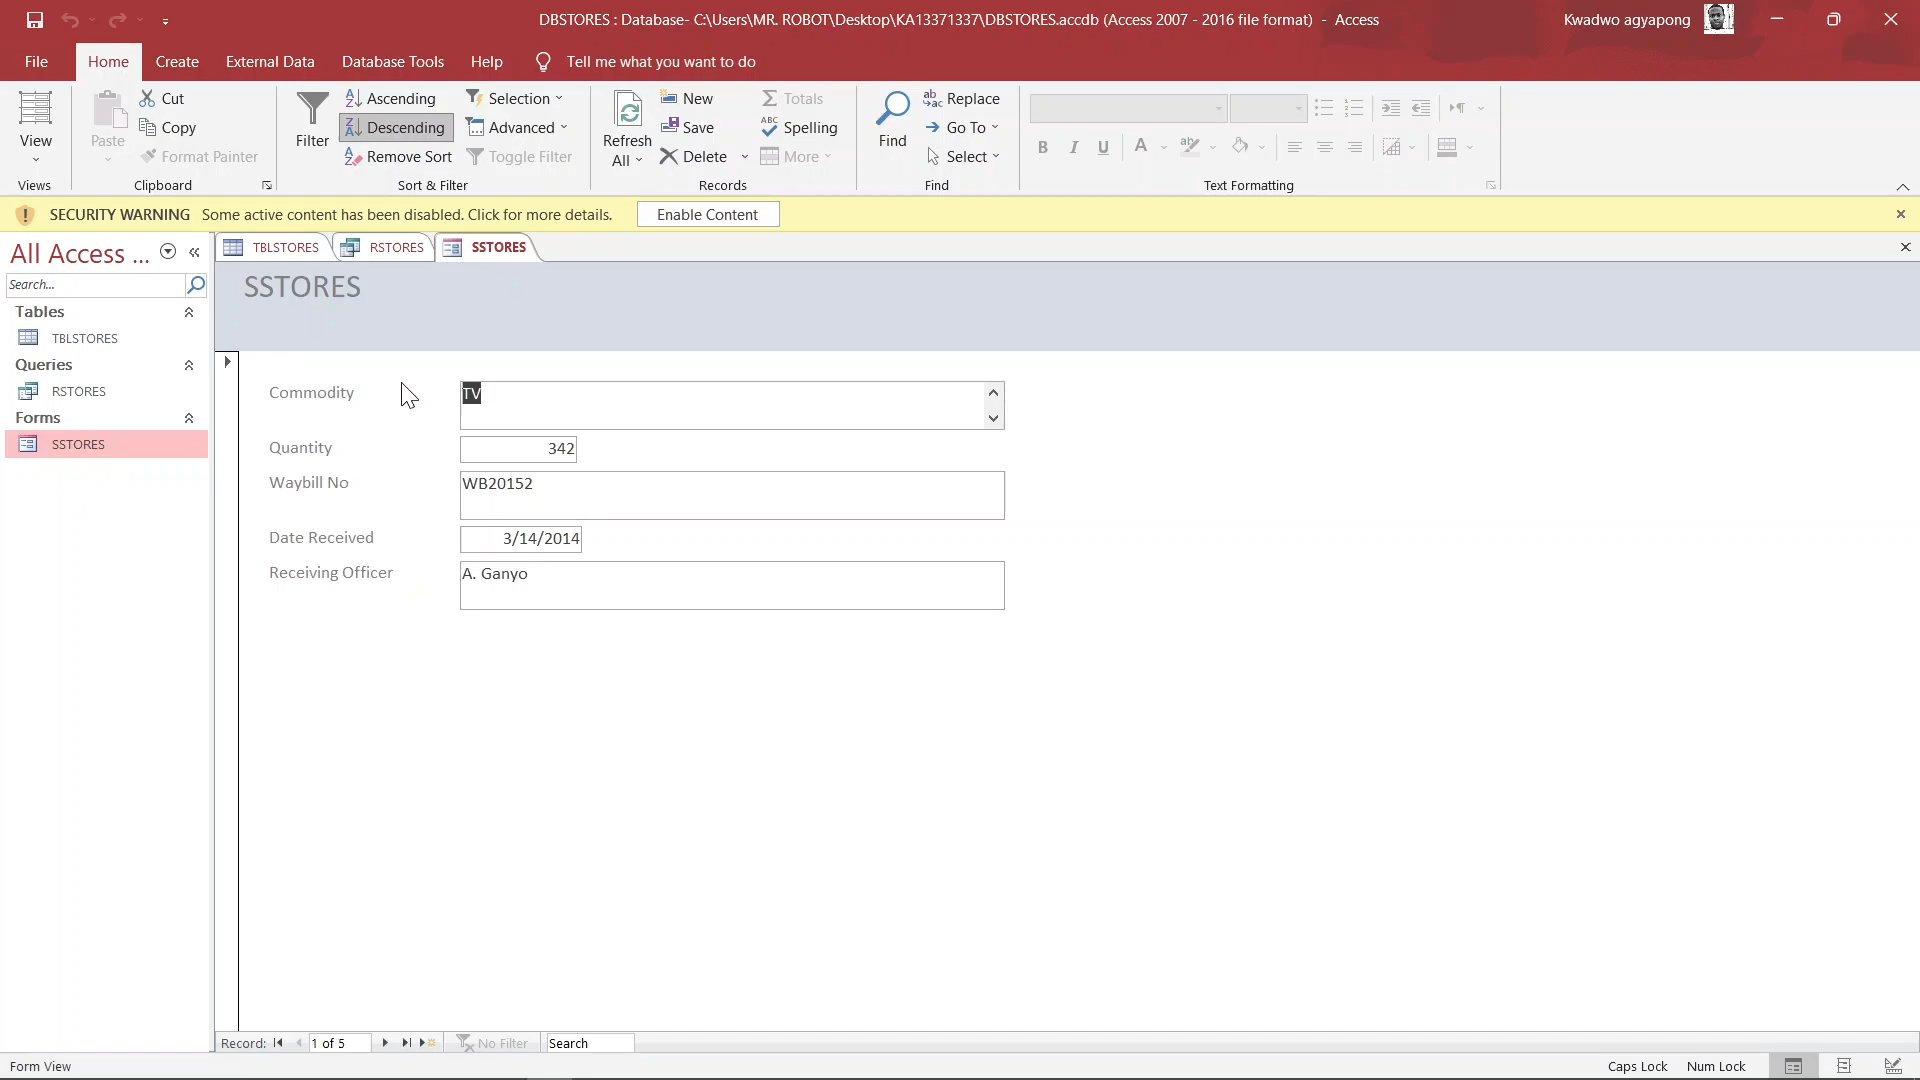 DBSTORES : Database- C:\Users\MR. ROBOT\Desktop\KA13371337\DBSTORES.accdb (Access 2007 - 2016 file format) - Access
Kwadwo agyapong
File Home Create External Data Database Tools Help Tell me what you want to do
View
Views
Paste
Cut
Copy
Format Painter
Clipboard
Filter
Ascending
Descending
Remove Sort
Selection
Advanced
Toggle Filter
Sort & Filter
Refresh
All
New
Save
Delete
Totals
Spelling
More
Records
Find
Replace
Go To
Select
Find
B I U A
Text Formatting
SECURITY WARNING Some active content has been disabled. Click for more details. Enable Content
All Access ...
Search...
Tables
TBLSTORES
Queries
RSTORES
Forms
SSTORES
TBLSTORES RSTORES SSTORES
SSTORES
Commodity TV
Quantity 342
Waybill No WB20152
Date Received 3/14/2014
Receiving Officer A. Ganyo
Record: 1 of 5 No Filter Search
Form View
Caps Lock Num Lock